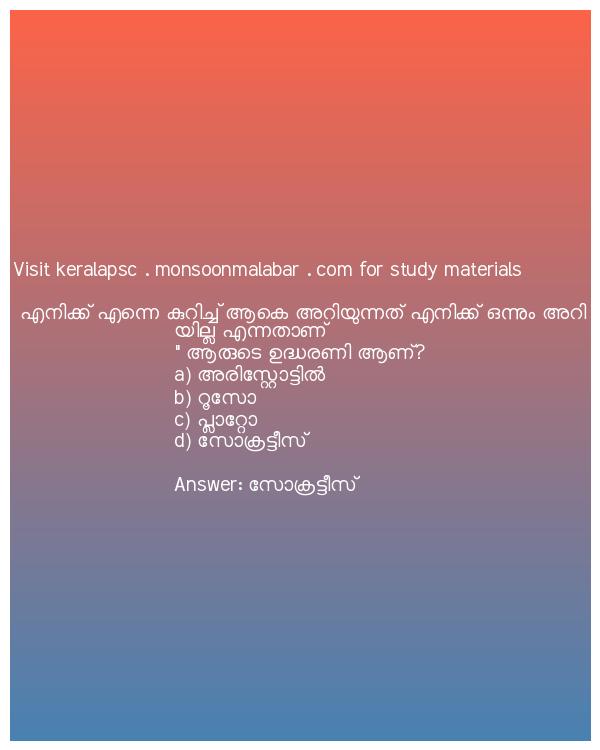 Visit keralapsc . monsoonmalabar . com for study materials
എനിക്ക് എന്നെ കുറിച്ച് ആകെ അറിയുന്നത് എനിക്ക് ഒന്നും അറി
യില്ല എന്നതാണ്
" ആരുടെ ഉദ്ധരണി ആണ്?
a) അരിസ്റ്റോട്ടിൽ
b) റൂസോ
c) പ്ലാറ്റോ
d) സോക്രട്ടീസ്
Answer: സോക്രട്ടീസ്